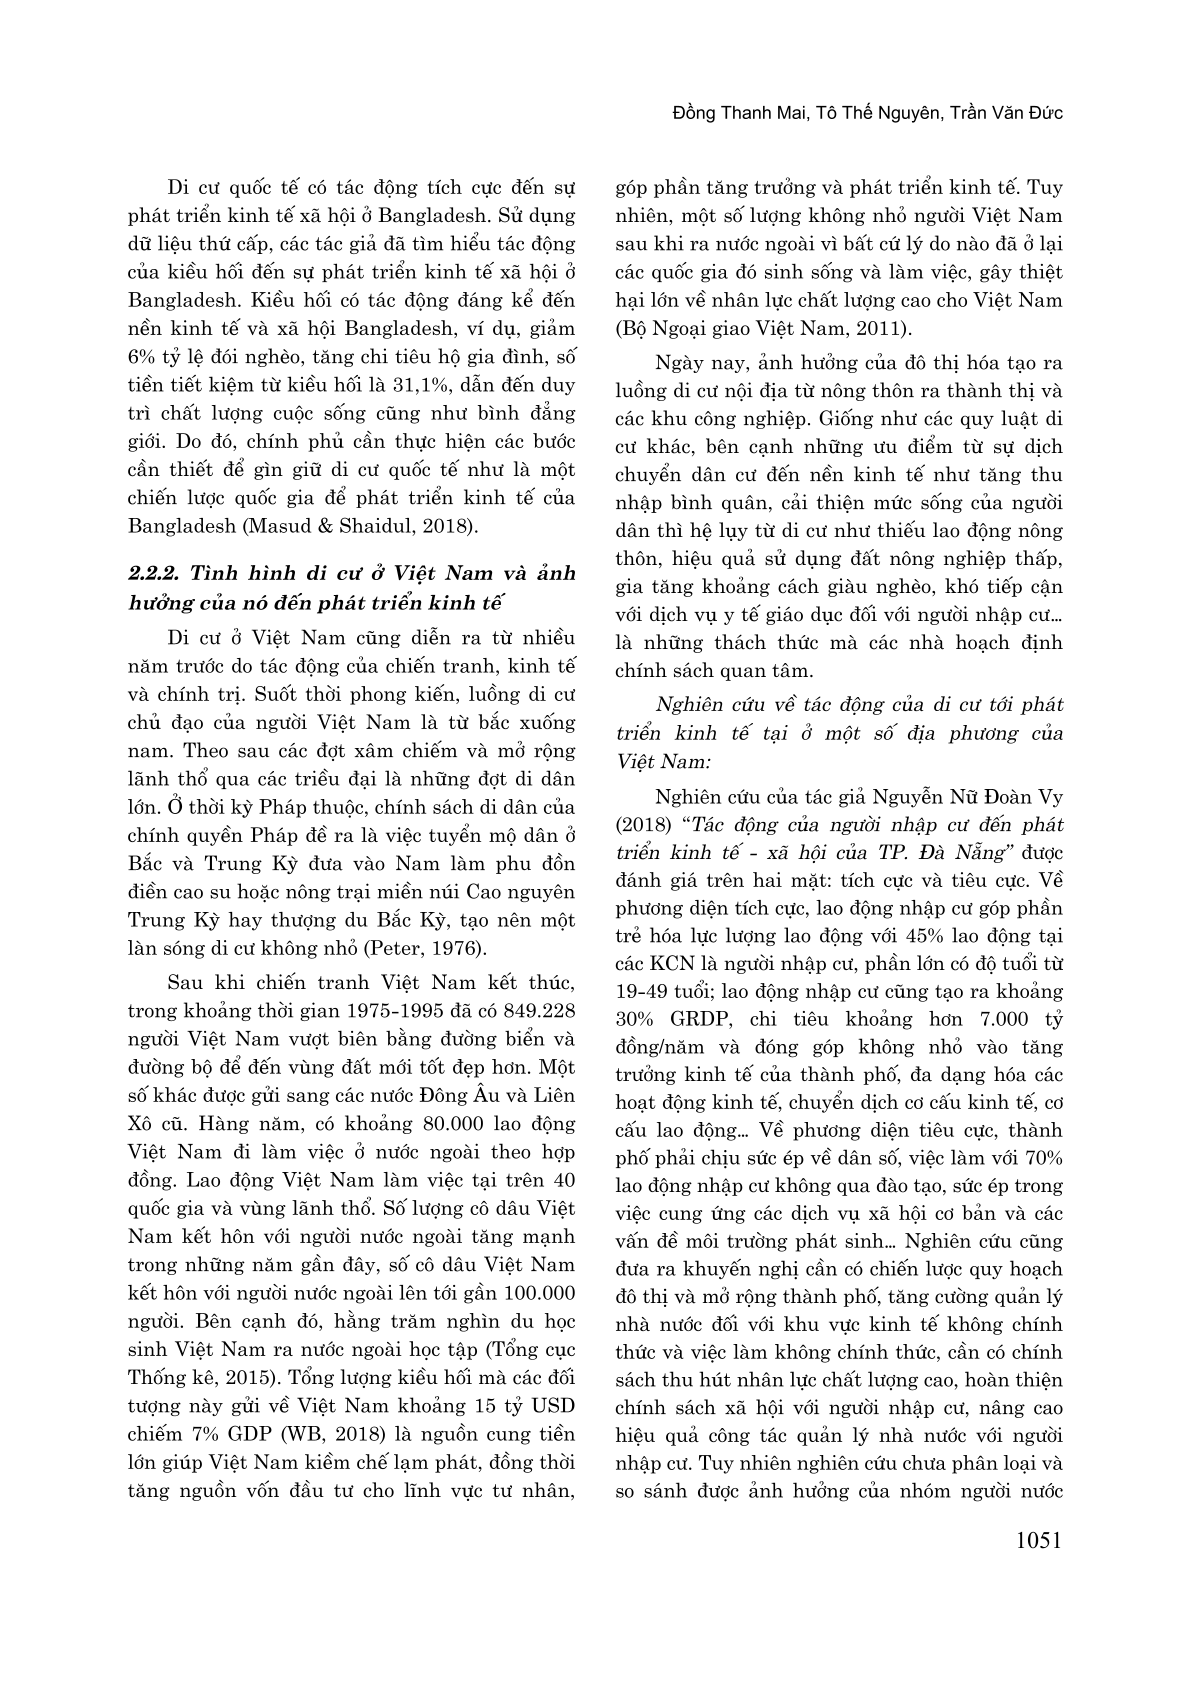 Đồng Thanh Mai, Tô Thế Nguyên, Trần Văn Đức
Di cư quốc tế có tác động tích cực đến sự
phát triển kinh tế xã hội ở Bangladesh. Sử dụng
dữ liệu thứ cấp, các tác giả đã tìm hiểu tác động
của kiều hối đến sự phát triển kinh tế xã hội ở
Bangladesh. Kiều hối có tác động đáng kể đến
nền kinh tế và xã hội Bangladesh, ví dụ, giảm
6% tỷ lệ đói nghèo, tăng chi tiêu hộ gia đình, số
tiền tiết kiệm từ kiều hối là 31,1%, dẫn đến duy
trì chất lượng cuộc sống cũng như bình đẳng
giới. Do đó, chính phủ cần thực hiện các bước
cần thiết để gìn giữ di cư quốc tế như là một
chiến lược quốc gia để phát triển kinh tế của
Bangladesh (Masud & Shaidul, 2018).
2.2.2. Tình hình di cư ở Việt Nam và ảnh
hưởng của nó đến phát triển kinh tế
Di cư ở Việt Nam cũng diễn ra từ nhiều
năm trước do tác động của chiến tranh, kinh tế
và chính trị. Suốt thời phong kiến, luồng di cư
chủ đạo của người Việt Nam là từ bắc xuống
nam. Theo sau các đợt xâm chiếm và mở rộng
lãnh thổ qua các triều đại là những đợt di dân
lớn. Ở thời kỳ Pháp thuộc, chính sách di dân của
chính quyền Pháp đề ra là việc tuyển mộ dân ở
Bắc và Trung Kỳ đưa vào Nam làm phu đồn
điền cao su hoặc nông trại miền núi Cao nguyên
Trung Kỳ hay thượng du Bắc Kỳ, tạo nên một
làn sóng di cư không nhỏ (Peter, 1976).
Sau khi chiến tranh Việt Nam kết thúc,
trong khoảng thời gian 1975-1995 đã có 849.228
người Việt Nam vượt biên bằng đường biển và
đường bộ để đến vùng đất mới tốt đẹp hơn. Một
số khác được gửi sang các nước Đông Âu và Liên
Xô cũ. Hàng năm, có khoảng 80.000 lao động
Việt Nam đi làm việc ở nước ngoài theo hợp
đồng. Lao động Việt Nam làm việc tại trên 40
quốc gia và vùng lãnh thổ. Số lượng cô dâu Việt
Nam kết hôn với người nước ngoài tăng mạnh
trong những năm gần đây, số cô dâu Việt Nam
kết hôn với người nước ngoài lên tới gần 100.000
người. Bên cạnh đó, hằng trăm nghìn du học
sinh Việt Nam ra nước ngoài học tập (Tổng cục
Thống kê, 2015). Tổng lượng kiều hối mà các đối
tượng này gửi về Việt Nam khoảng 15 tỷ USD
chiếm 7% GDP (WB, 2018) là nguồn cung tiền
lớn giúp Việt Nam kiềm chế lạm phát, đồng thời
tăng nguồn vốn đầu tư cho lĩnh vực tư nhân,
góp phần tăng trưởng và phát triển kinh tế. Tuy
nhiên, một số lượng không nhỏ người Việt Nam
sau khi ra nước ngoài vì bất cứ lý do nào đã ở lại
các quốc gia đó sinh sống và làm việc, gây thiệt
hại lớn về nhân lực chất lượng cao cho Việt Nam
(Bộ Ngoại giao Việt Nam, 2011).
Ngày nay, ảnh hưởng của đô thị hóa tạo ra
luồng di cư nội địa từ nông thôn ra thành thị và
các khu công nghiệp. Giống như các quy luật di
cư khác, bên cạnh những ưu điểm từ sự dịch
chuyển dân cư đến nền kinh tế như tăng thu
nhập bình quân, cải thiện mức sống của người
dân thì hệ lụy từ di cư như thiếu lao động nông
thôn, hiệu quả sử dụng đất nông nghiệp thấp,
gia tăng khoảng cách giàu nghèo, khó tiếp cận
với dịch vụ y tế giáo dục đối với người nhập cư…
là những thách thức mà các nhà hoạch định
chính sách quan tâm.
Nghiên cứu về tác động của di cư tới phát
triển kinh tế tại ở một số địa phương của
Việt Nam:
Nghiên cứu của tác giả Nguyễn Nữ Đoàn Vy
(2018) “Tác động của người nhập cư đến phát
triển kinh tế - xã hội của TP. Đà Nẵng” được
đánh giá trên hai mặt: tích cực và tiêu cực. Về
phương diện tích cực, lao động nhập cư góp phần
trẻ hóa lực lượng lao động với 45% lao động tại
các KCN là người nhập cư, phần lớn có độ tuổi từ
19-49 tuổi; lao động nhập cư cũng tạo ra khoảng
30% GRDP, chi tiêu khoảng hơn 7.000 tỷ
đồng/năm và đóng góp không nhỏ vào tăng
trưởng kinh tế của thành phố, đa dạng hóa các
hoạt động kinh tế, chuyển dịch cơ cấu kinh tế, cơ
cấu lao động… Về phương diện tiêu cực, thành
phố phải chịu sức ép về dân số, việc làm với 70%
lao động nhập cư không qua đào tạo, sức ép trong
việc cung ứng các dịch vụ xã hội cơ bản và các
vấn đề môi trường phát sinh… Nghiên cứu cũng
đưa ra khuyến nghị cần có chiến lược quy hoạch
đô thị và mở rộng thành phố, tăng cường quản lý
nhà nước đối với khu vực kinh tế không chính
thức và việc làm không chính thức, cần có chính
sách thu hút nhân lực chất lượng cao, hoàn thiện
chính sách xã hội với người nhập cư, nâng cao
hiệu quả công tác quản lý nhà nước với người
nhập cư. Tuy nhiên nghiên cứu chưa phân loại và
so sánh được ảnh hưởng của nhóm người nước
1051